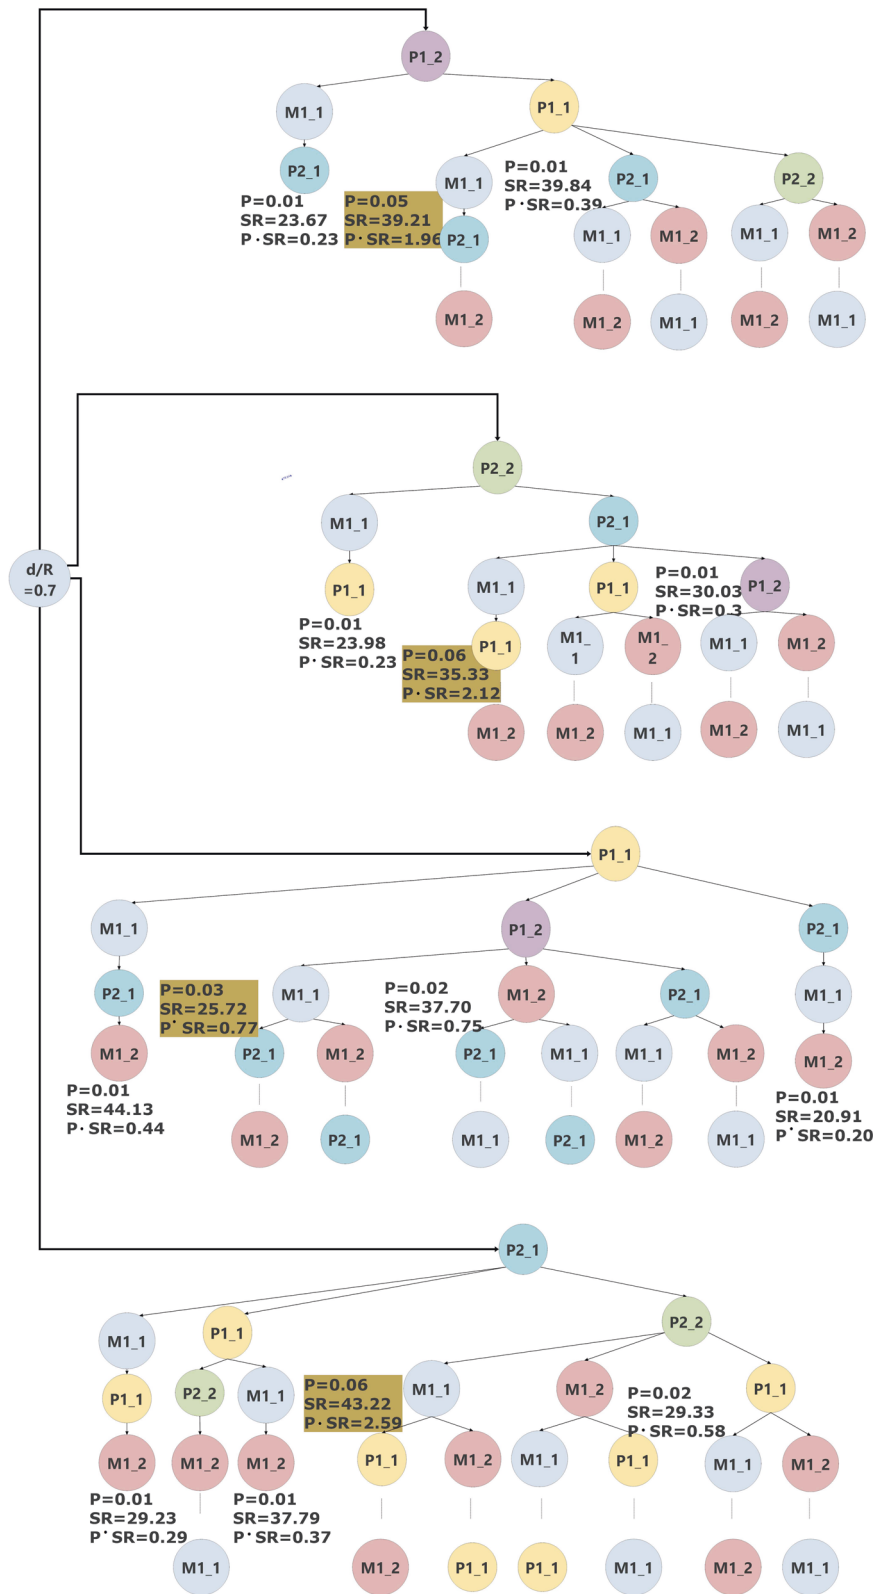 P1_2
M1_1
P1_1
P2_1
P=0.01
SR=23.67
P·SR=0.23
P=0.05
SR=39.21
P·SR=1.96
M1_1
P2_1
M1_2
P=0.01
SR=39.84
P·SR=0.39
P2_1
P2_2
M1_1
M1_2
M1_1
M1_2
M1_2
M1_1
M1_2
M1_1
d/R
=0.7
P2_2
M1_1
P2_1
P1_1
P=0.01
SR=23.98
P·SR=0.23
M1_1
P1_1
P=0.01
SR=30.03
P·SR=0.3
P1_2
P=0.06
SR=35.33
P·SR=2.12
P1_1
M1_
1
M1_
2
M1_1
M1_2
M1_2
M1_2
M1_1
M1_2
M1_1
P1_1
M1_1
P1_2
P2_1
P2_1
P=0.03
SR=25.72
P·SR=0.77
M1_1
P=0.02
SR=37.70
P·SR=0.75
M1_2
P2_1
M1_1
M1_2
P2_1
M1_2
P2_1
M1_1
M1_1
M1_2
M1_2
P=0.01
SR=44.13
P·SR=0.44
M1_2
P2_1
M1_1
P2_1
M1_2
M1_1
P=0.01
SR=20.91
P·SR=0.20
P2_1
M1_1
P1_1
P2_2
P1_1
P2_2
M1_1
P=0.06
SR=43.22
P·SR=2.59
M1_1
M1_2
P=0.02
SR=29.33
P·SR=0.58
P1_1
M1_2
M1_2
M1_2
P1_1
M1_2
M1_1
P1_1
M1_1
M1_2
P=0.01
SR=29.23
P·SR=0.29
P=0.01
SR=37.79
P·SR=0.37
M1_1
M1_2
P1_1
P1_1
M1_1
M1_2
M1_1